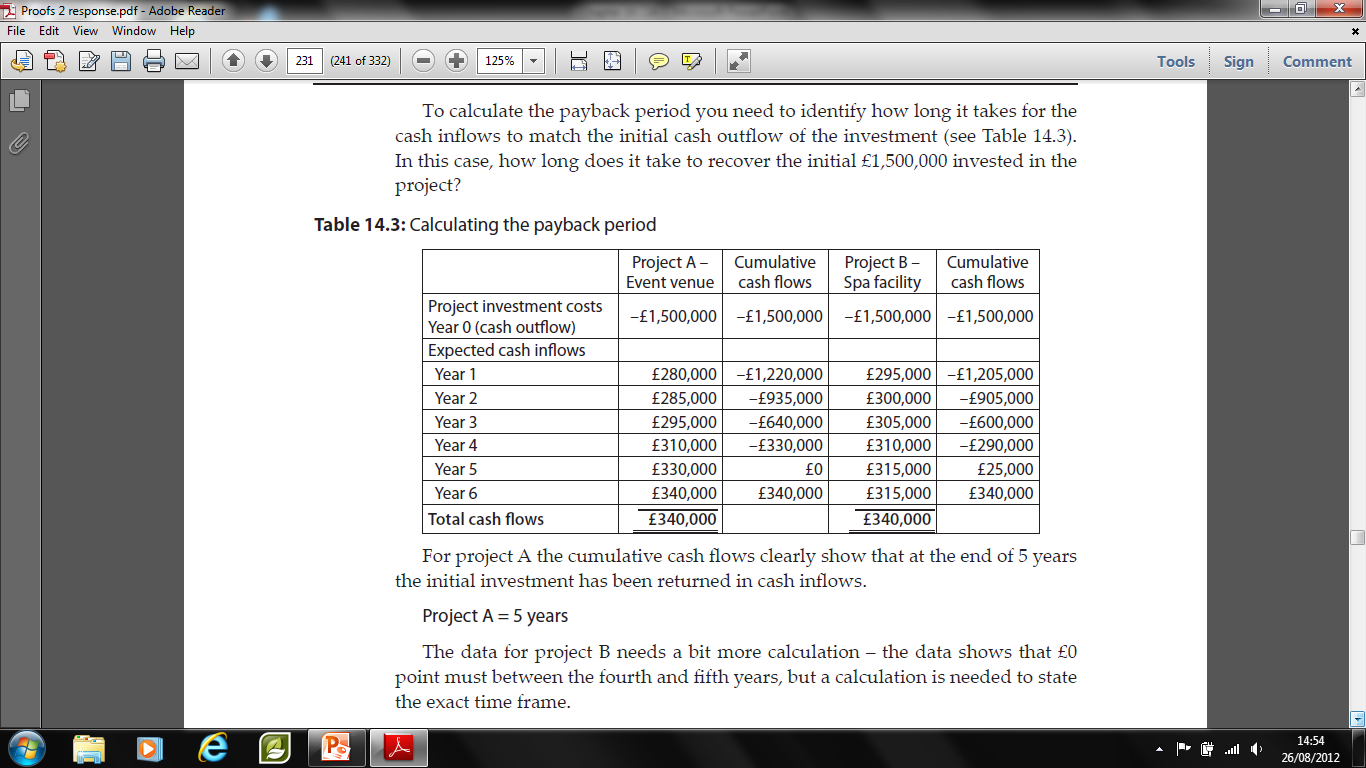 Proofs 2 response.pdf - Adobe Reader
File Edit View Window Help
231 (241 of 332) 125% Tools Sign Comment
To calculate the payback period you need to identify how long it takes for the
cash inflows to match the initial cash outflow of the investment (see Table 14.3).
In this case, how long does it take to recover the initial £1,500,000 invested in the
project?
Table 14.3: Calculating the payback period
Project A – Cumulative Project B – Cumulative
Event venue cash flows Spa facility cash flows
Project investment costs
Year 0 (cash outflow) –£1,500,000 –£1,500,000 –£1,500,000 –£1,500,000
Expected cash inflows
Year 1 £280,000 –£1,220,000 £295,000 –£1,205,000
Year 2 £285,000 –£935,000 £300,000 –£905,000
Year 3 £295,000 –£640,000 £305,000 –£600,000
Year 4 £310,000 –£330,000 £310,000 –£290,000
Year 5 £330,000 £0 £315,000 £25,000
Year 6 £340,000 £340,000 £315,000 £340,000
Total cash flows £340,000 £340,000
For project A the cumulative cash flows clearly show that at the end of 5 years
the initial investment has been returned in cash inflows.
Project A = 5 years
The data for project B needs a bit more calculation – the data shows that £0
point must between the fourth and fifth years, but a calculation is needed to state
the exact time frame.
14:54
26/08/2012